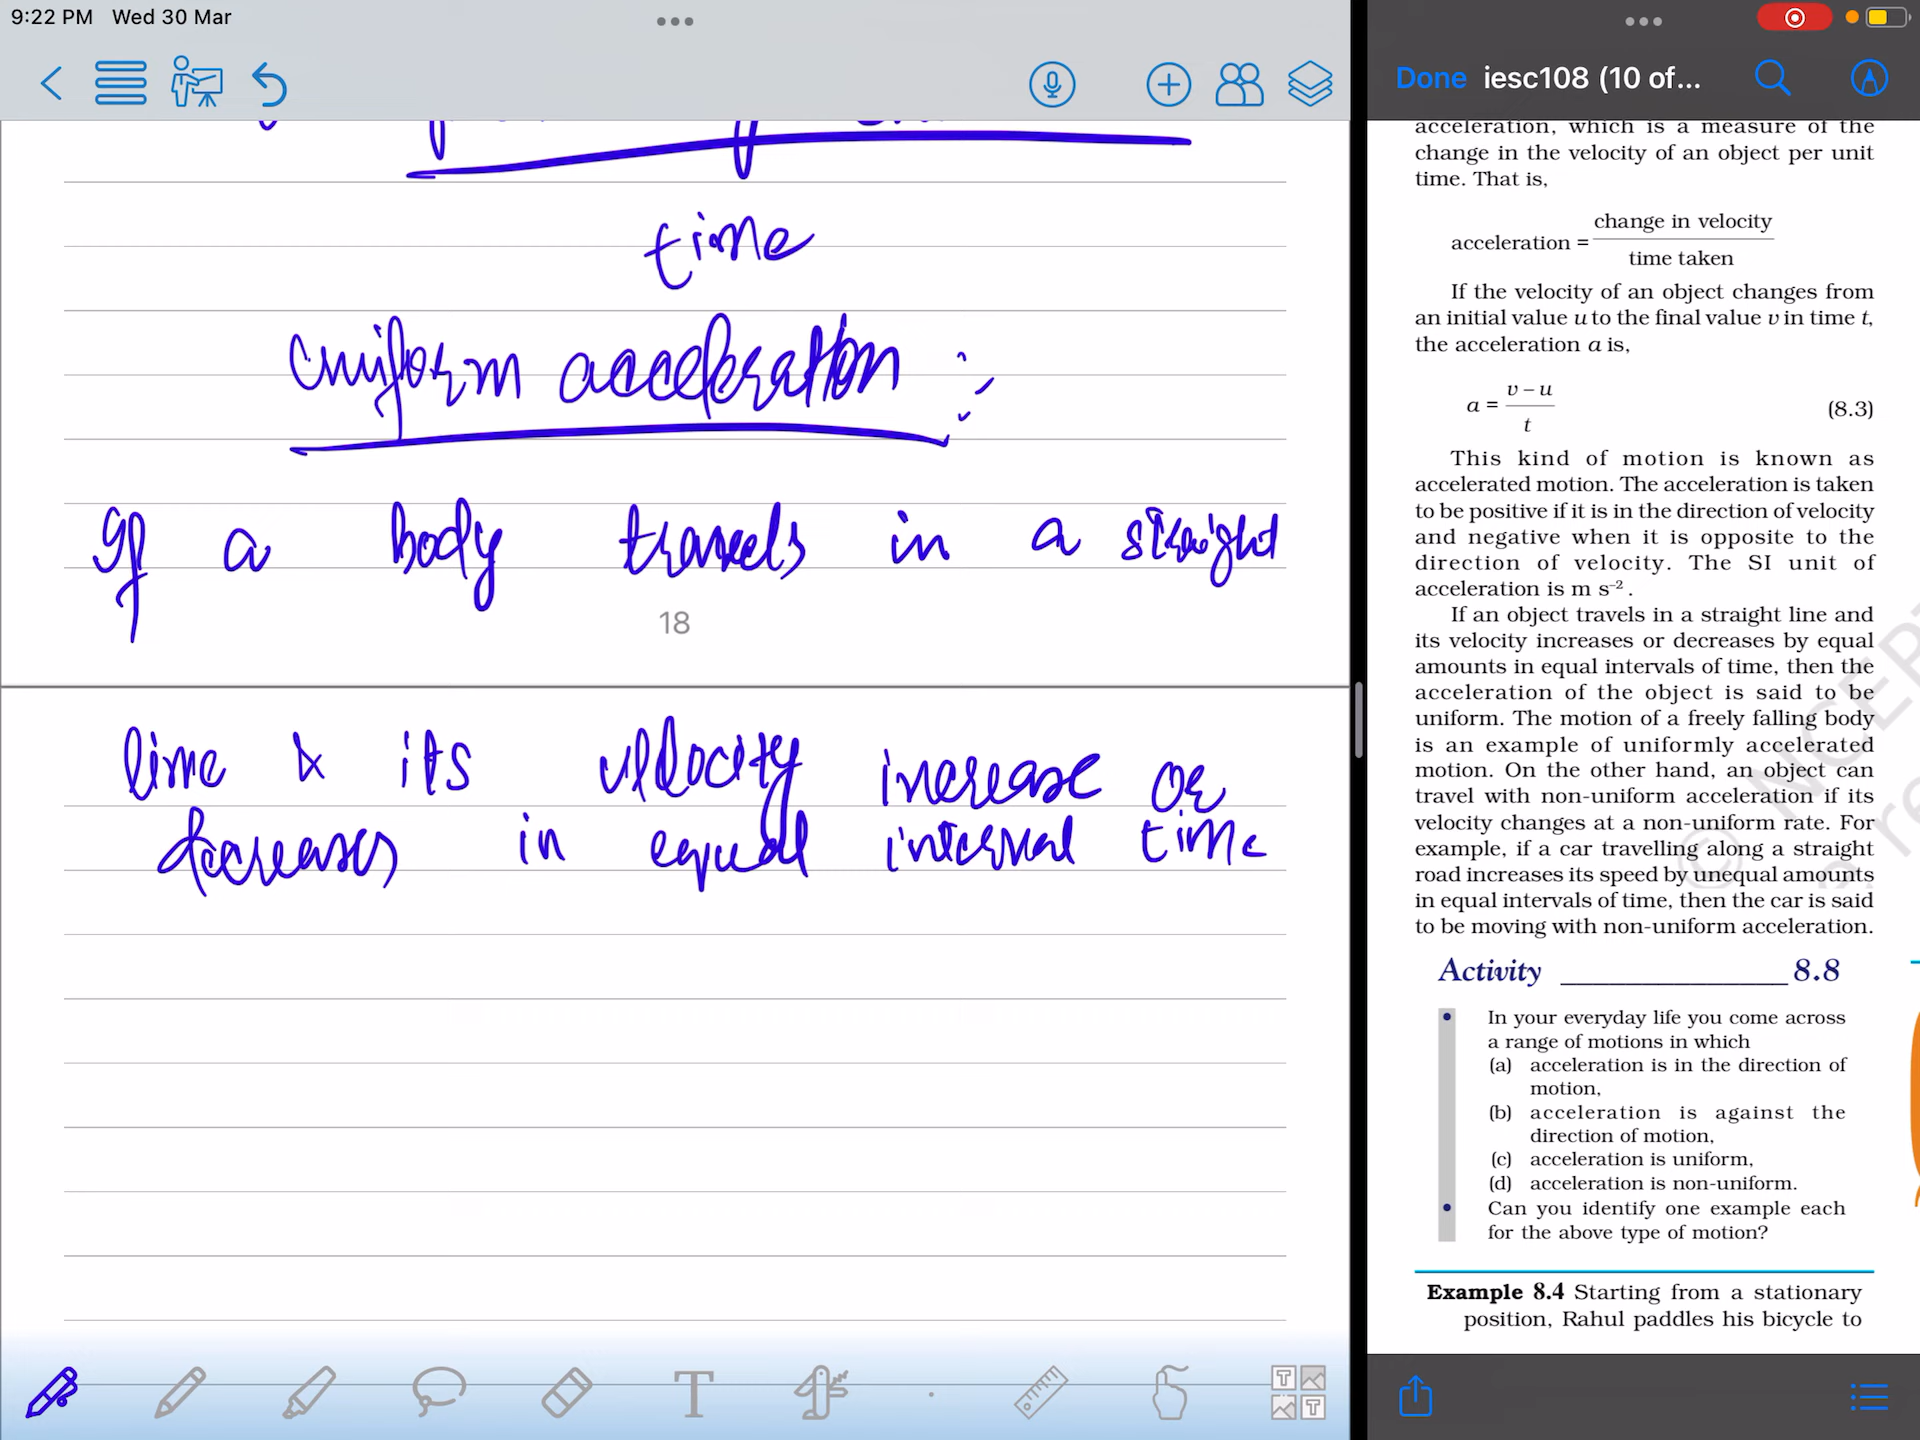 9:22 PM Wed 30 Mar
time
uniform acceleration :-
If a body travels in a straight
18
line & its velocity increase or
decreases in equal interval time
T
Done iesc108 (10 of...
acceleration, which is a measure of the
change in the velocity of an object per unit
time. That is,
acceleration = change in velocity
time taken
If the velocity of an object changes from
an initial value u to the final value v in time t,
the acceleration a is,
a = v – u
t
(8.3)
This kind of motion is known as
accelerated motion. The acceleration is taken
to be positive if it is in the direction of velocity
and negative when it is opposite to the
direction of velocity. The SI unit of
acceleration is m s⁻² .
If an object travels in a straight line and
its velocity increases or decreases by equal
amounts in equal intervals of time, then the
acceleration of the object is said to be
uniform. The motion of a freely falling body
is an example of uniformly accelerated
motion. On the other hand, an object can
travel with non-uniform acceleration if its
velocity changes at a non-uniform rate. For
example, if a car travelling along a straight
road increases its speed by unequal amounts
in equal intervals of time, then the car is said
to be moving with non-uniform acceleration.
Activity ______________ 8.8
• In your everyday life you come across
a range of motions in which
(a) acceleration is in the direction of
motion,
(b) acceleration is against the
direction of motion,
(c) acceleration is uniform,
(d) acceleration is non-uniform.
• Can you identify one example each
for the above type of motion?
Example 8.4 Starting from a stationary
position, Rahul paddles his bicycle to
© NCERT